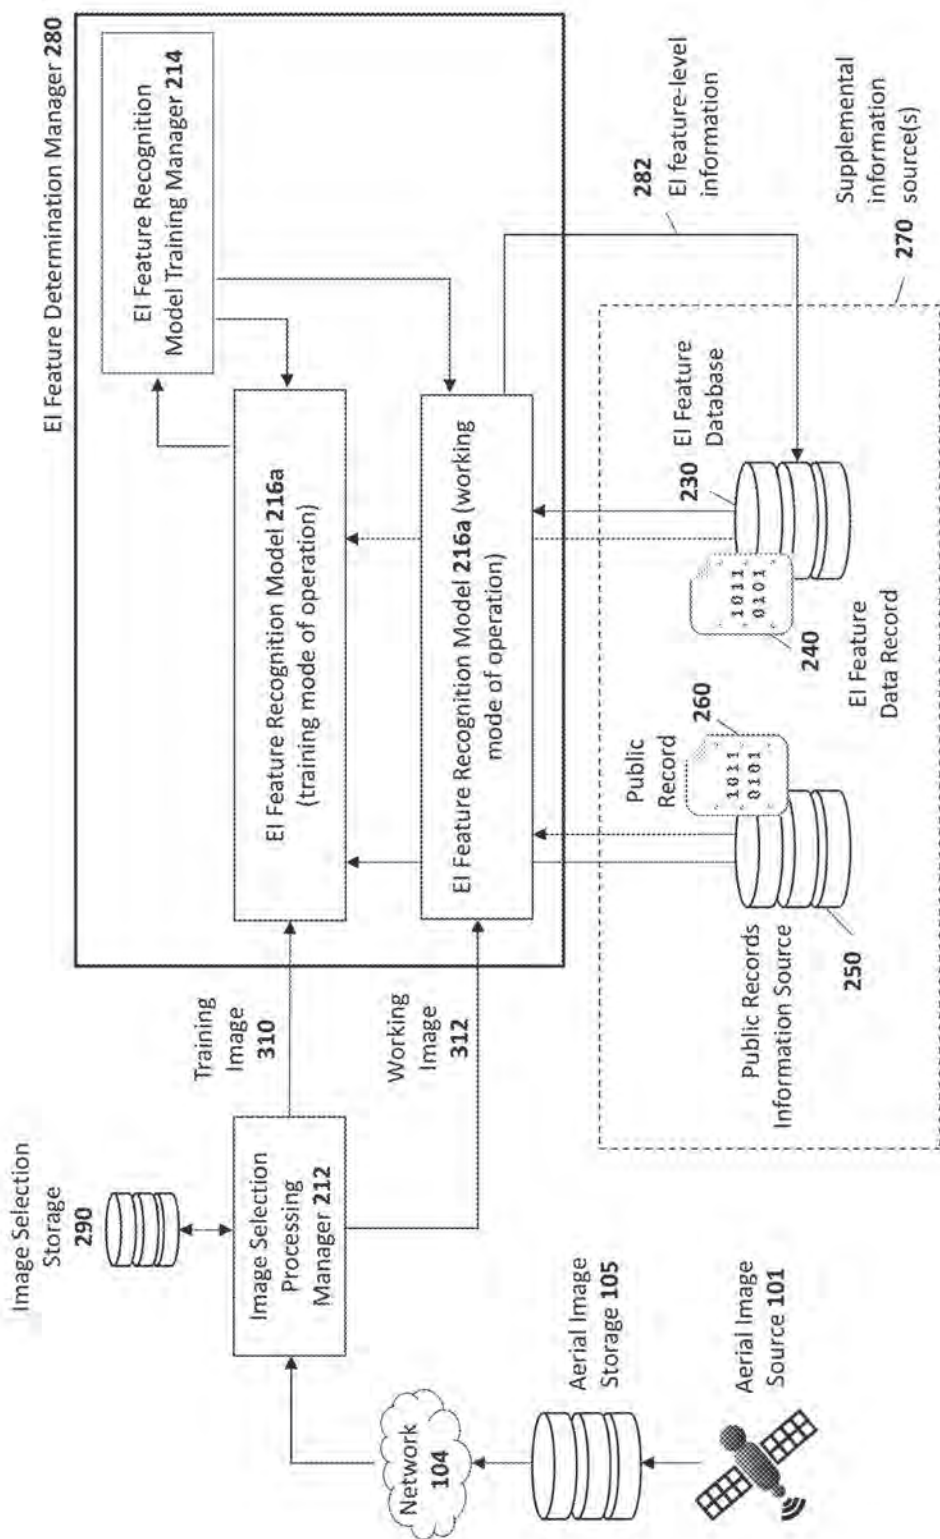 EI Feature Determination Manager 280
EI Feature Recognition
Model Training Manager 214
EI Feature Recognition Model 216a
(training mode of operation)
EI Feature Recognition Model 216a (working
mode of operation)
Image Selection
Storage
290
Training
Image
310
Working
Image
312
Image Selection
Processing
Manager 212
Network
104
Aerial Image
Storage 105
Aerial Image
Source 101
282
EI feature-level
information
Supplemental
information
source(s)
270
Public
Record
260
1011
0101
Public Records
Information Source
250
230
EI Feature
Database
1011
0101
240
EI Feature
Data Record